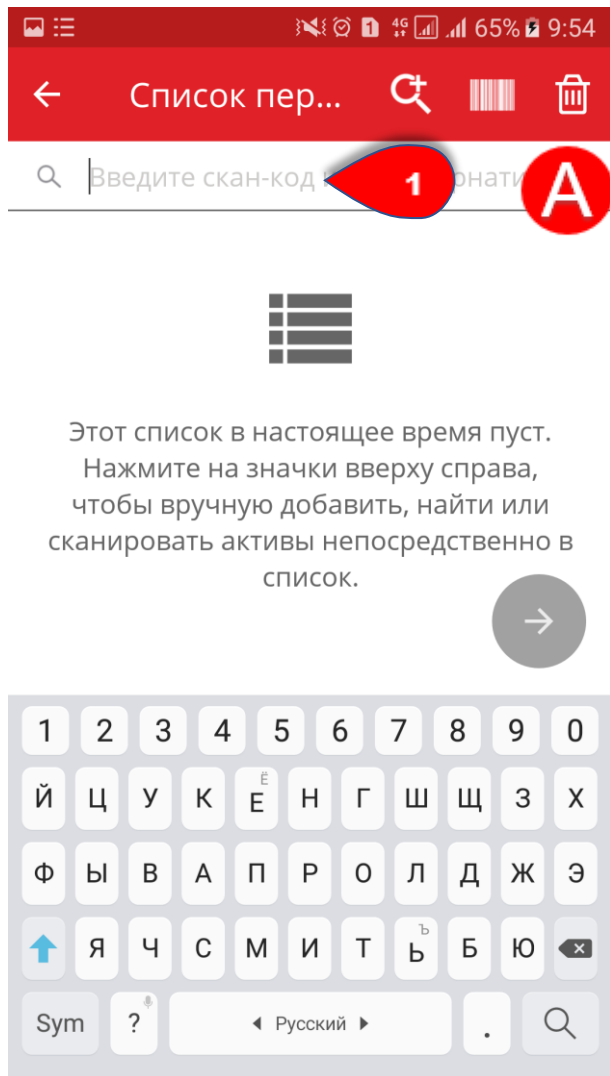 4G 65% 9:54
Список пер...
Введите скан-код
1
A
Этот список в настоящее время пуст.
Нажмите на значки вверху справа,
чтобы вручную добавить, найти или
сканировать активы непосредственно в
список.
1 2 3 4 5 6 7 8 9 0
Й Ц У К Е Ё Н Г Ш Щ З Х
Ф Ы В А П Р О Л Д Ж Э
Я Ч С М И Т Ь Ъ Б Ю
Sym ? Русский .